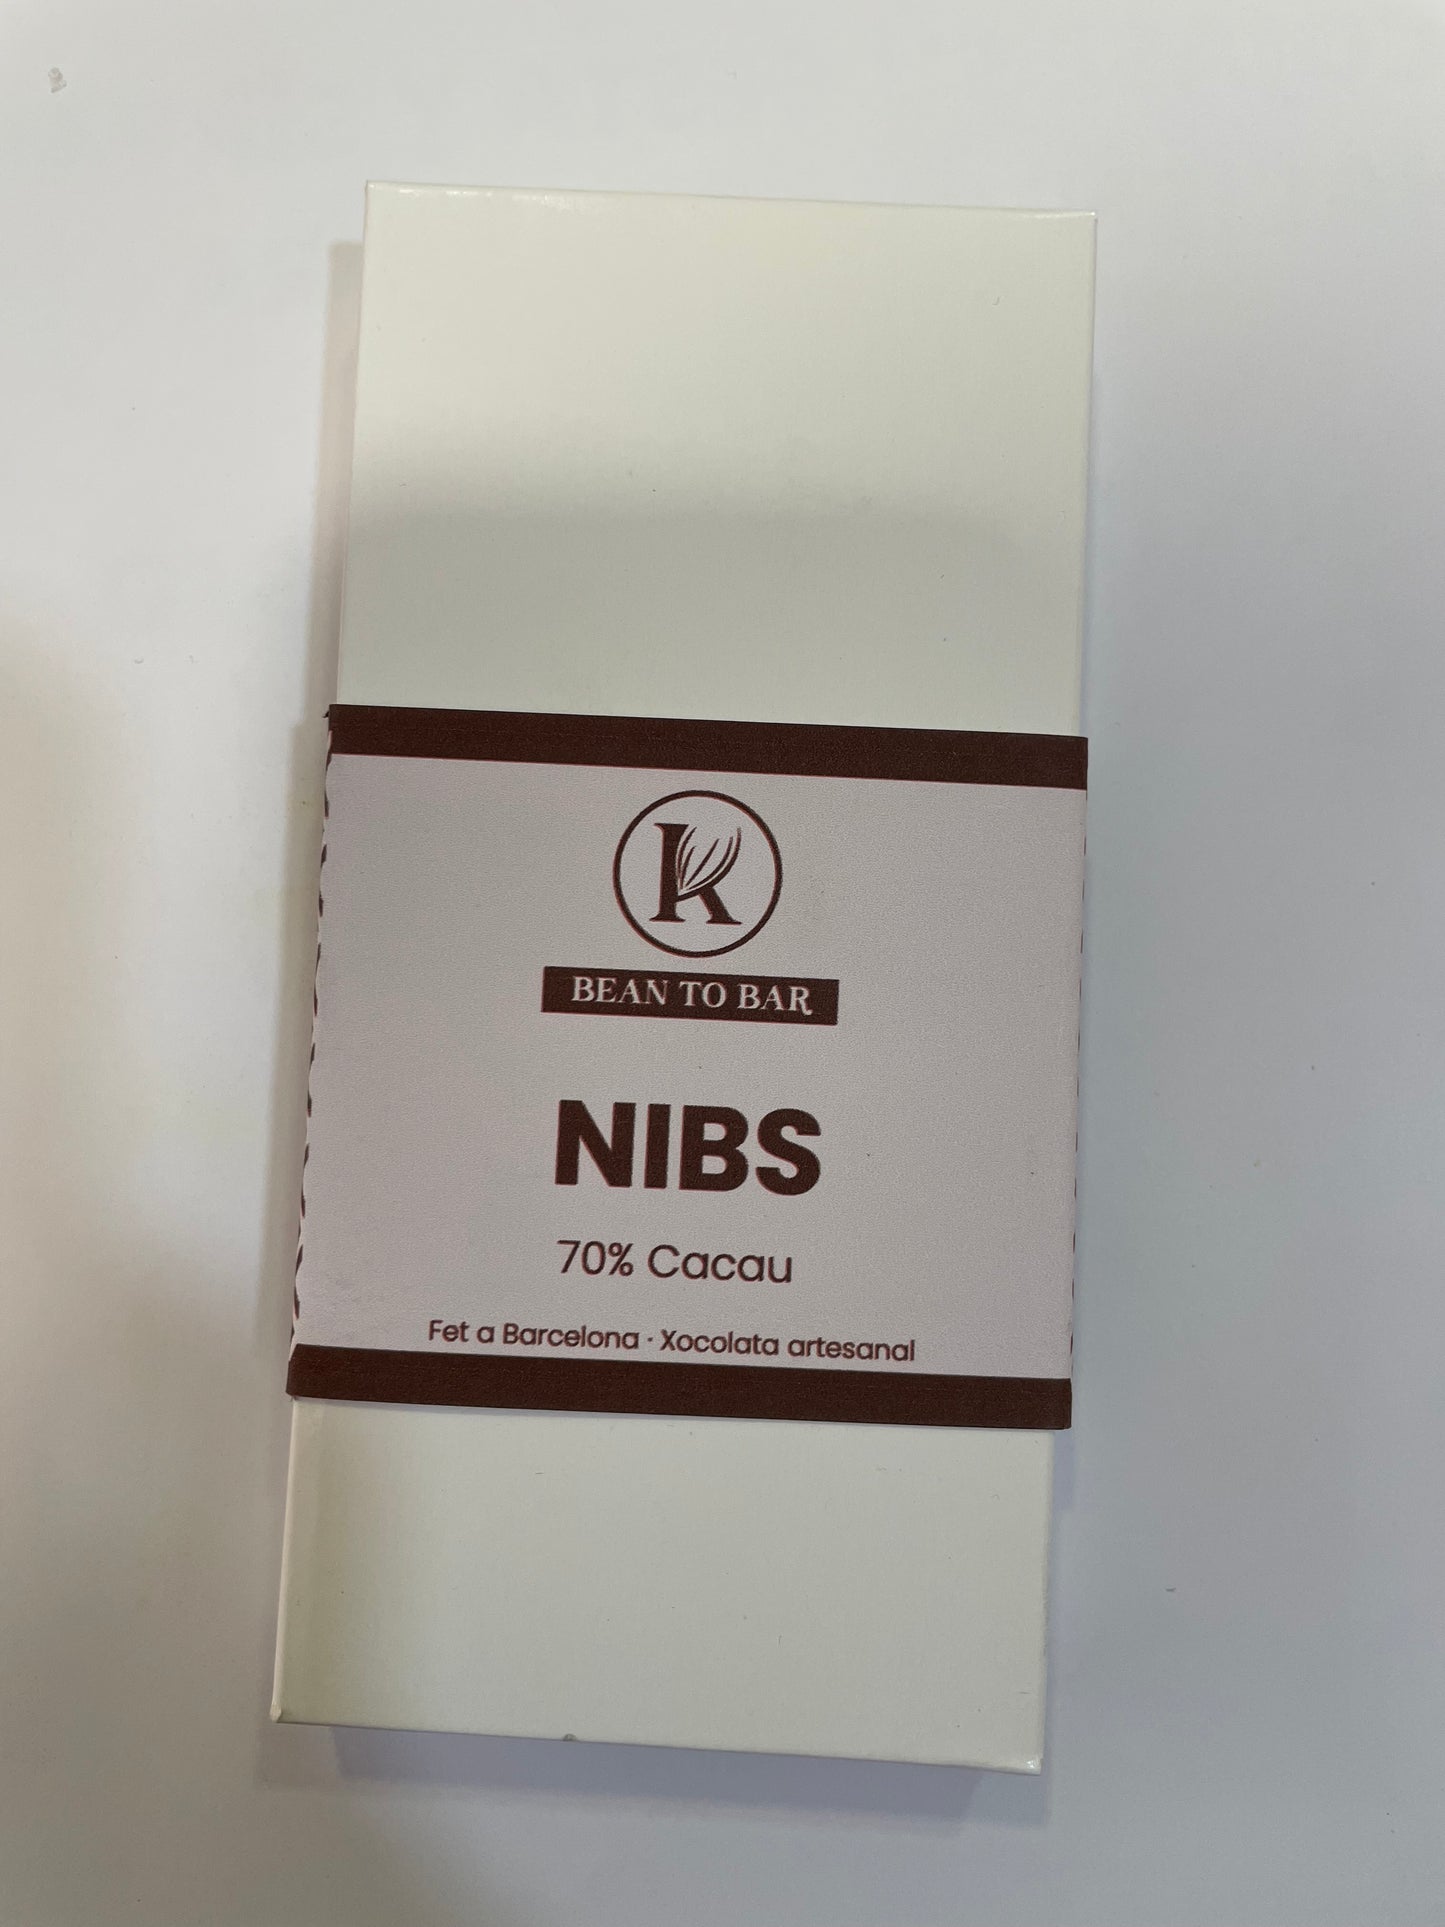 K
BEAN TO BAR
NIBS
70% Cacau
Fet a Barcelona · Xocolata artesanal